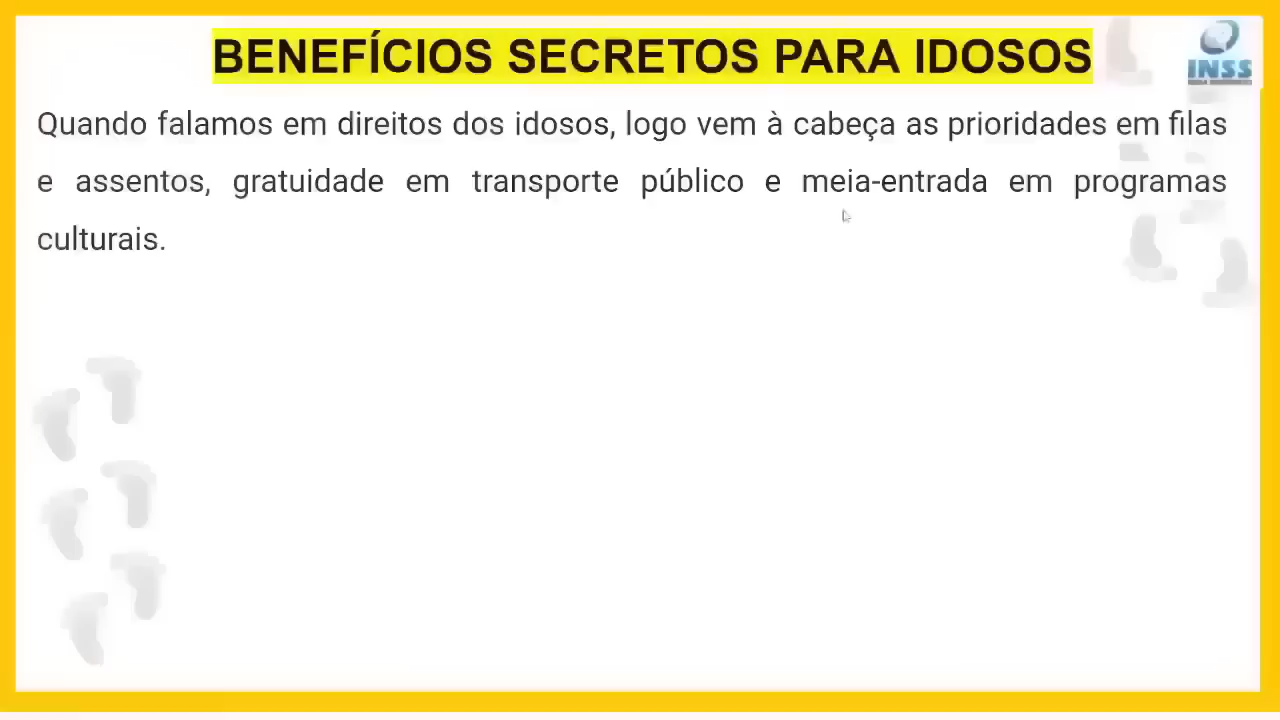 BENEFÍCIOS SECRETOS PARA IDOSOS
INSS
Quando falamos em direitos dos idosos, logo vem à cabeça as prioridades em filas
e assentos, gratuidade em transporte público e meia-entrada em programas
culturais.